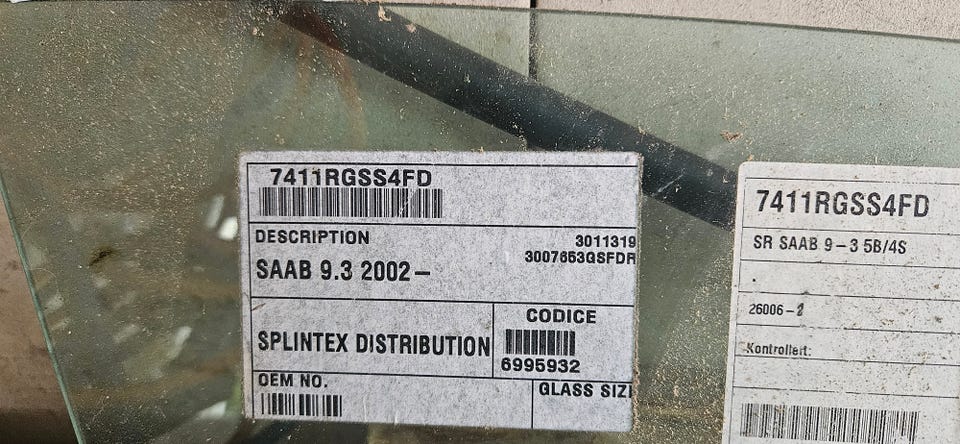 7411RGSS4FD
DESCRIPTION
3011319
3007653GSFDR
SAAB 9.3 2002–
SPLINTEX DISTRIBUTION
CODICE
6995932
OEM NO.
GLASS SIZ
7411RGSS4FD
SR SAAB 9–3 5B/4S
.
26006–2
Kontrollert: